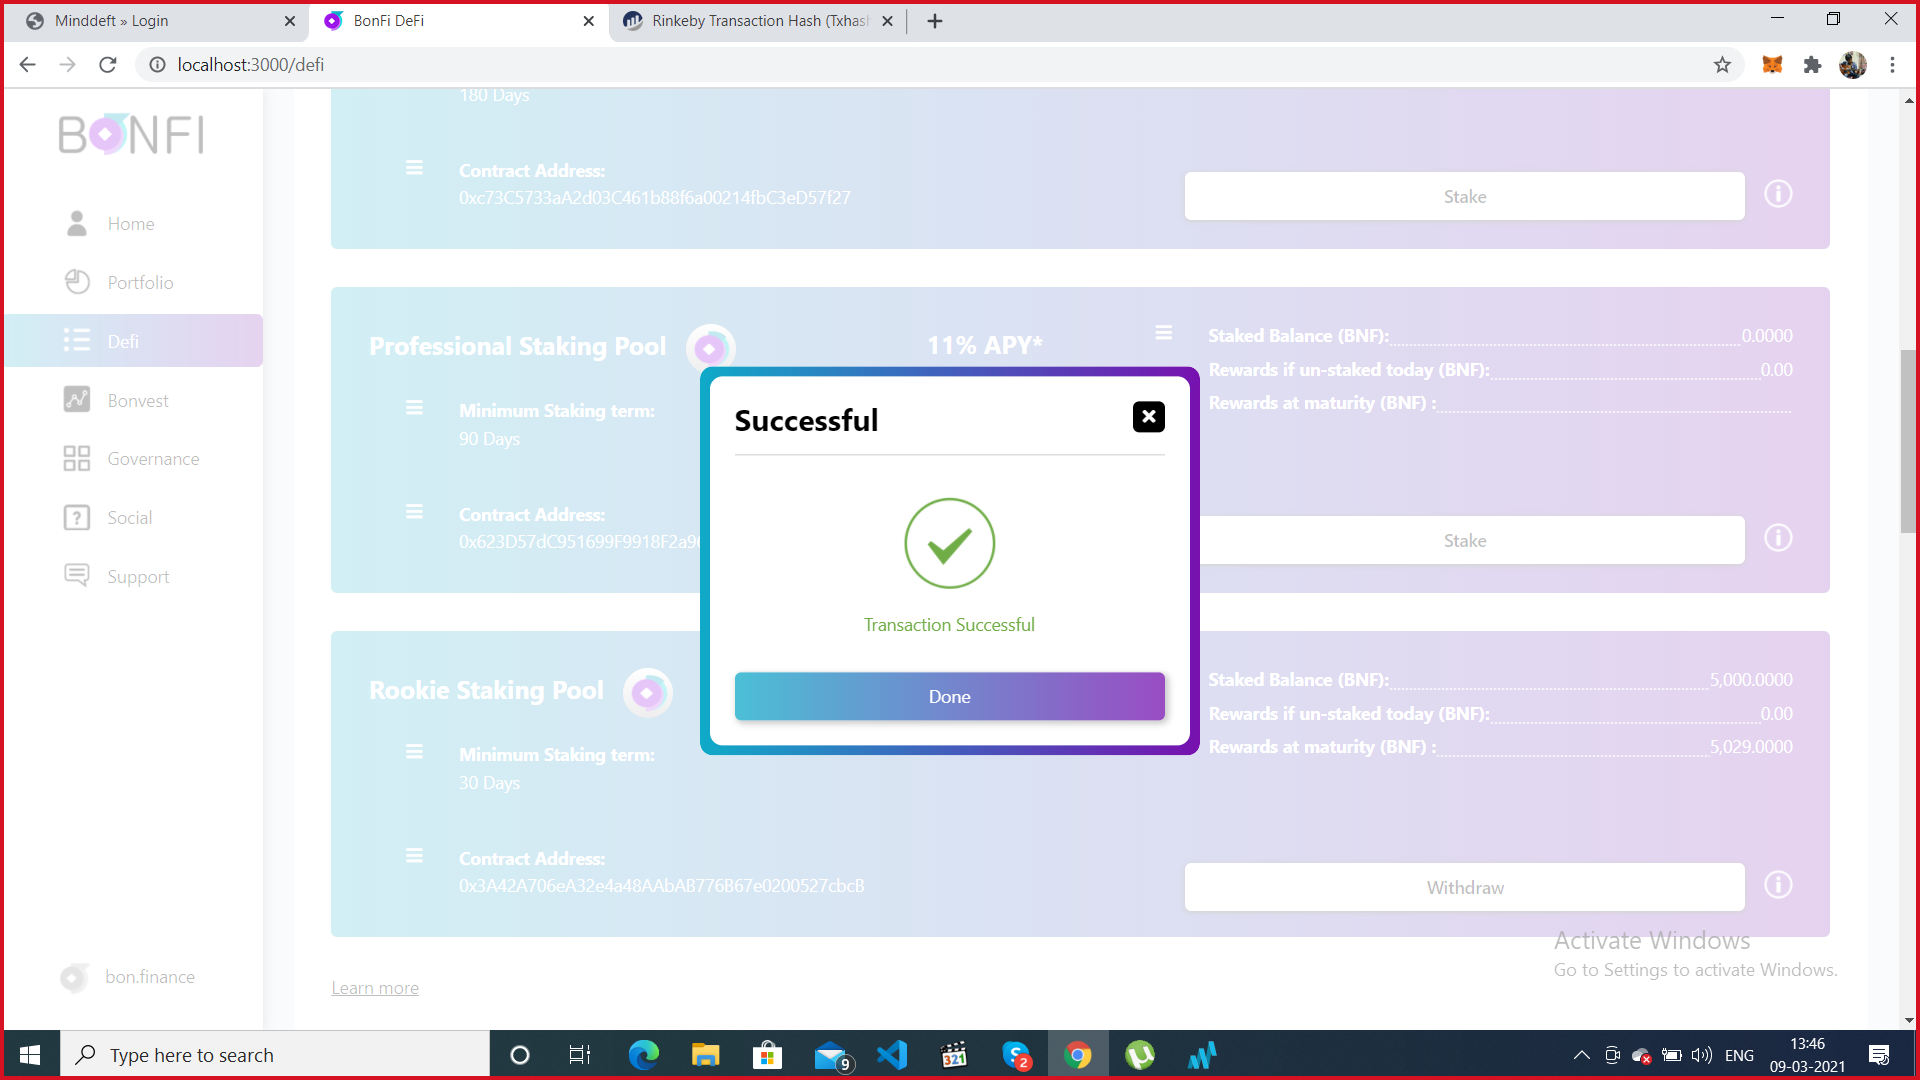 Minddeft » Login
BonFi DeFi
Rinkeby Transaction Hash (Txhash
localhost:3000/defi
BONFI
Home
Portfolio
Defi
Bonvest
Governance
Social
Support
bon.finance
180 Days
Contract Address:
0xc73C5733aA2d03C461b88f6a00214fbC3eD57f27
Stake
Professional Staking Pool
11% APY*
Staked Balance (BNF): 0.0000
Rewards if un-staked today (BNF): 0.00
Rewards at maturity (BNF) :
Minimum Staking term:
90 Days
Contract Address:
0x623D57dC951699F9918F2a9
Stake
Successful
Transaction Successful
Done
Rookie Staking Pool
Staked Balance (BNF): 5,000.0000
Rewards if un-staked today (BNF): 0.00
Rewards at maturity (BNF) : 5,029.0000
Minimum Staking term:
30 Days
Contract Address:
0x3A42A706eA32e4a48AAbAB776B67e0200527cbcB
Withdraw
Learn more
Activate Windows
Go to Settings to activate Windows.
Type here to search
9
321
2
ENG
13:46
09-03-2021